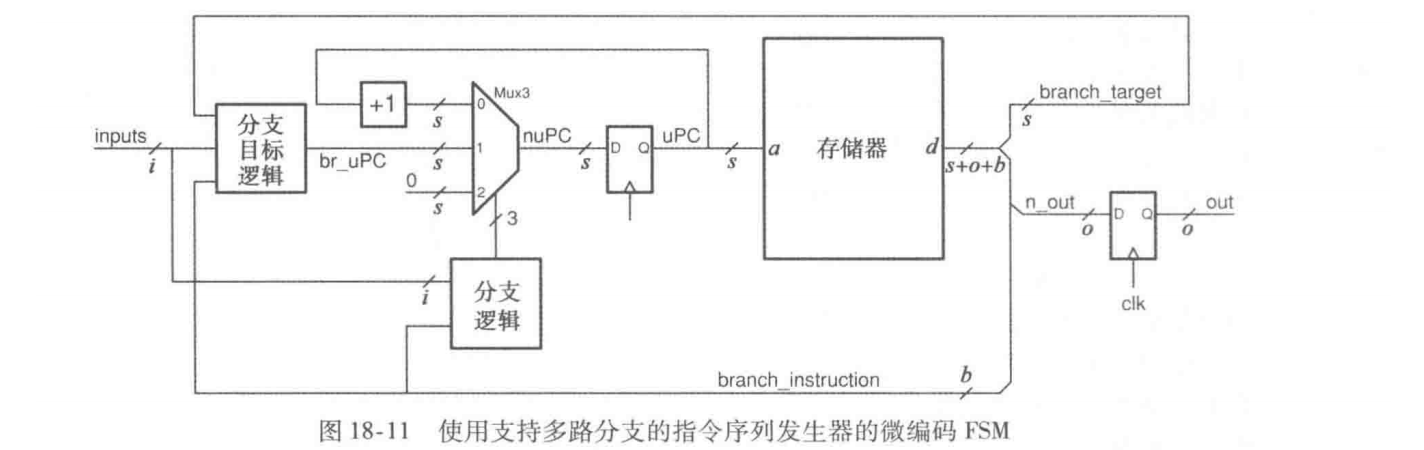 branch_target
s
+1
Mux3
0
s
分支
目标
逻辑
inputs
i
br_uPC
s
1
nuPC
s
D Q
uPC
s
a
存储器
d
s+o+b
0
s
2
3
n_out
o
D Q
out
o
clk
i
分支
逻辑
branch_instruction
b
图 18-11 使用支持多路分支的指令序列发生器的微编码 FSM